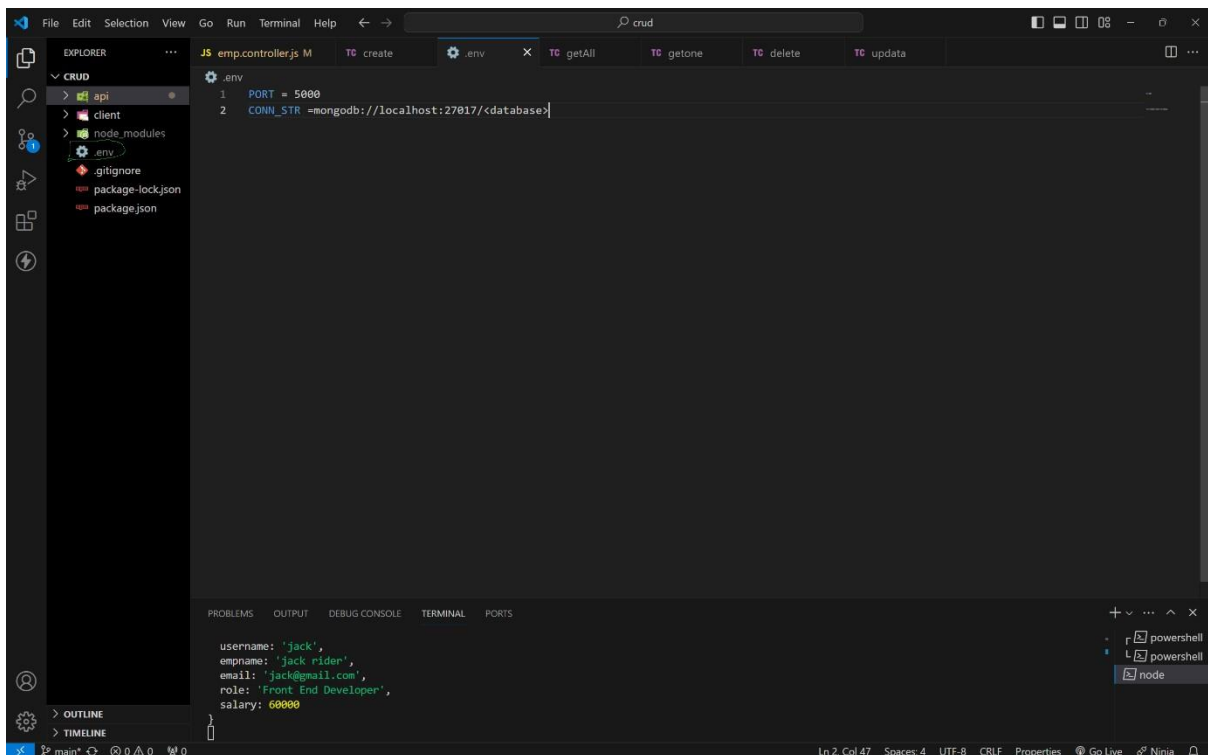 File Edit Selection View Go Run Terminal Help
crud
EXPLORER
JS emp.controller.js M
TC create
.env
TC getAll
TC getone
TC delete
TC updata
CRUD
api
client
node_modules
.env
.gitignore
package-lock.json
package.json
.env
1 PORT = 5000
2 CONN_STR =mongodb://localhost:27017/<database>
PROBLEMS OUTPUT DEBUG CONSOLE TERMINAL PORTS
username: 'jack',
empname: 'jack rider',
email: 'jack@gmail.com',
role: 'Front End Developer',
salary: 60000
}
powershell
powershell
node
OUTLINE
TIMELINE
main* 0 0 0 Ln 2, Col 47 Spaces: 4 UTF-8 CRLF Properties Go Live Ninja